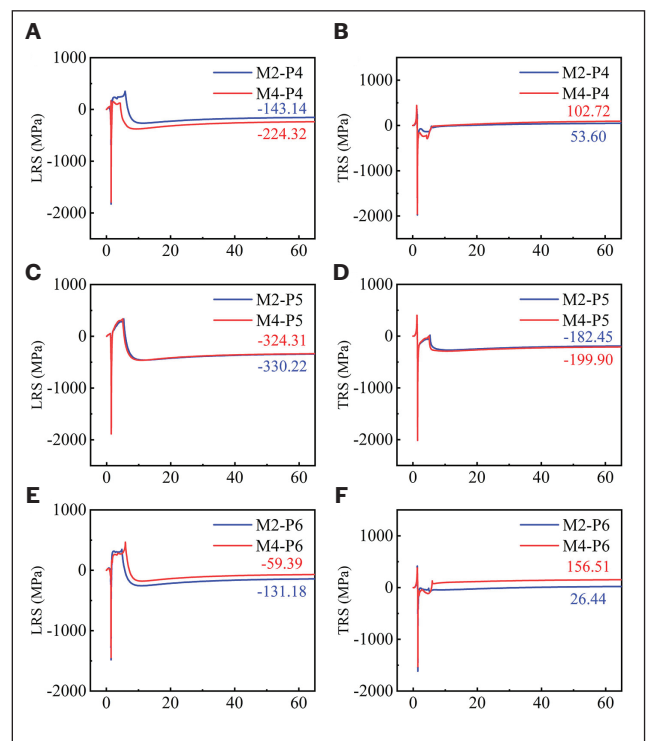 A
1000
0
-1000
-2000
LRS (MPa)
M2-P4
M4-P4
-143.14
-224.32
0 20 40 60
B
1000
0
-1000
-2000
TRS (MPa)
M2-P4
M4-P4
102.72
53.60
0 20 40 60
C
1000
0
-1000
-2000
LRS (MPa)
M2-P5
M4-P5
-324.31
-330.22
0 20 40 60
D
1000
0
-1000
-2000
TRS (MPa)
M2-P5
M4-P5
-182.45
-199.90
0 20 40 60
E
1000
0
-1000
-2000
LRS (MPa)
M2-P6
M4-P6
-59.39
-131.18
0 20 40 60
F
1000
0
-1000
-2000
TRS (MPa)
M2-P6
M4-P6
156.51
26.44
0 20 40 60